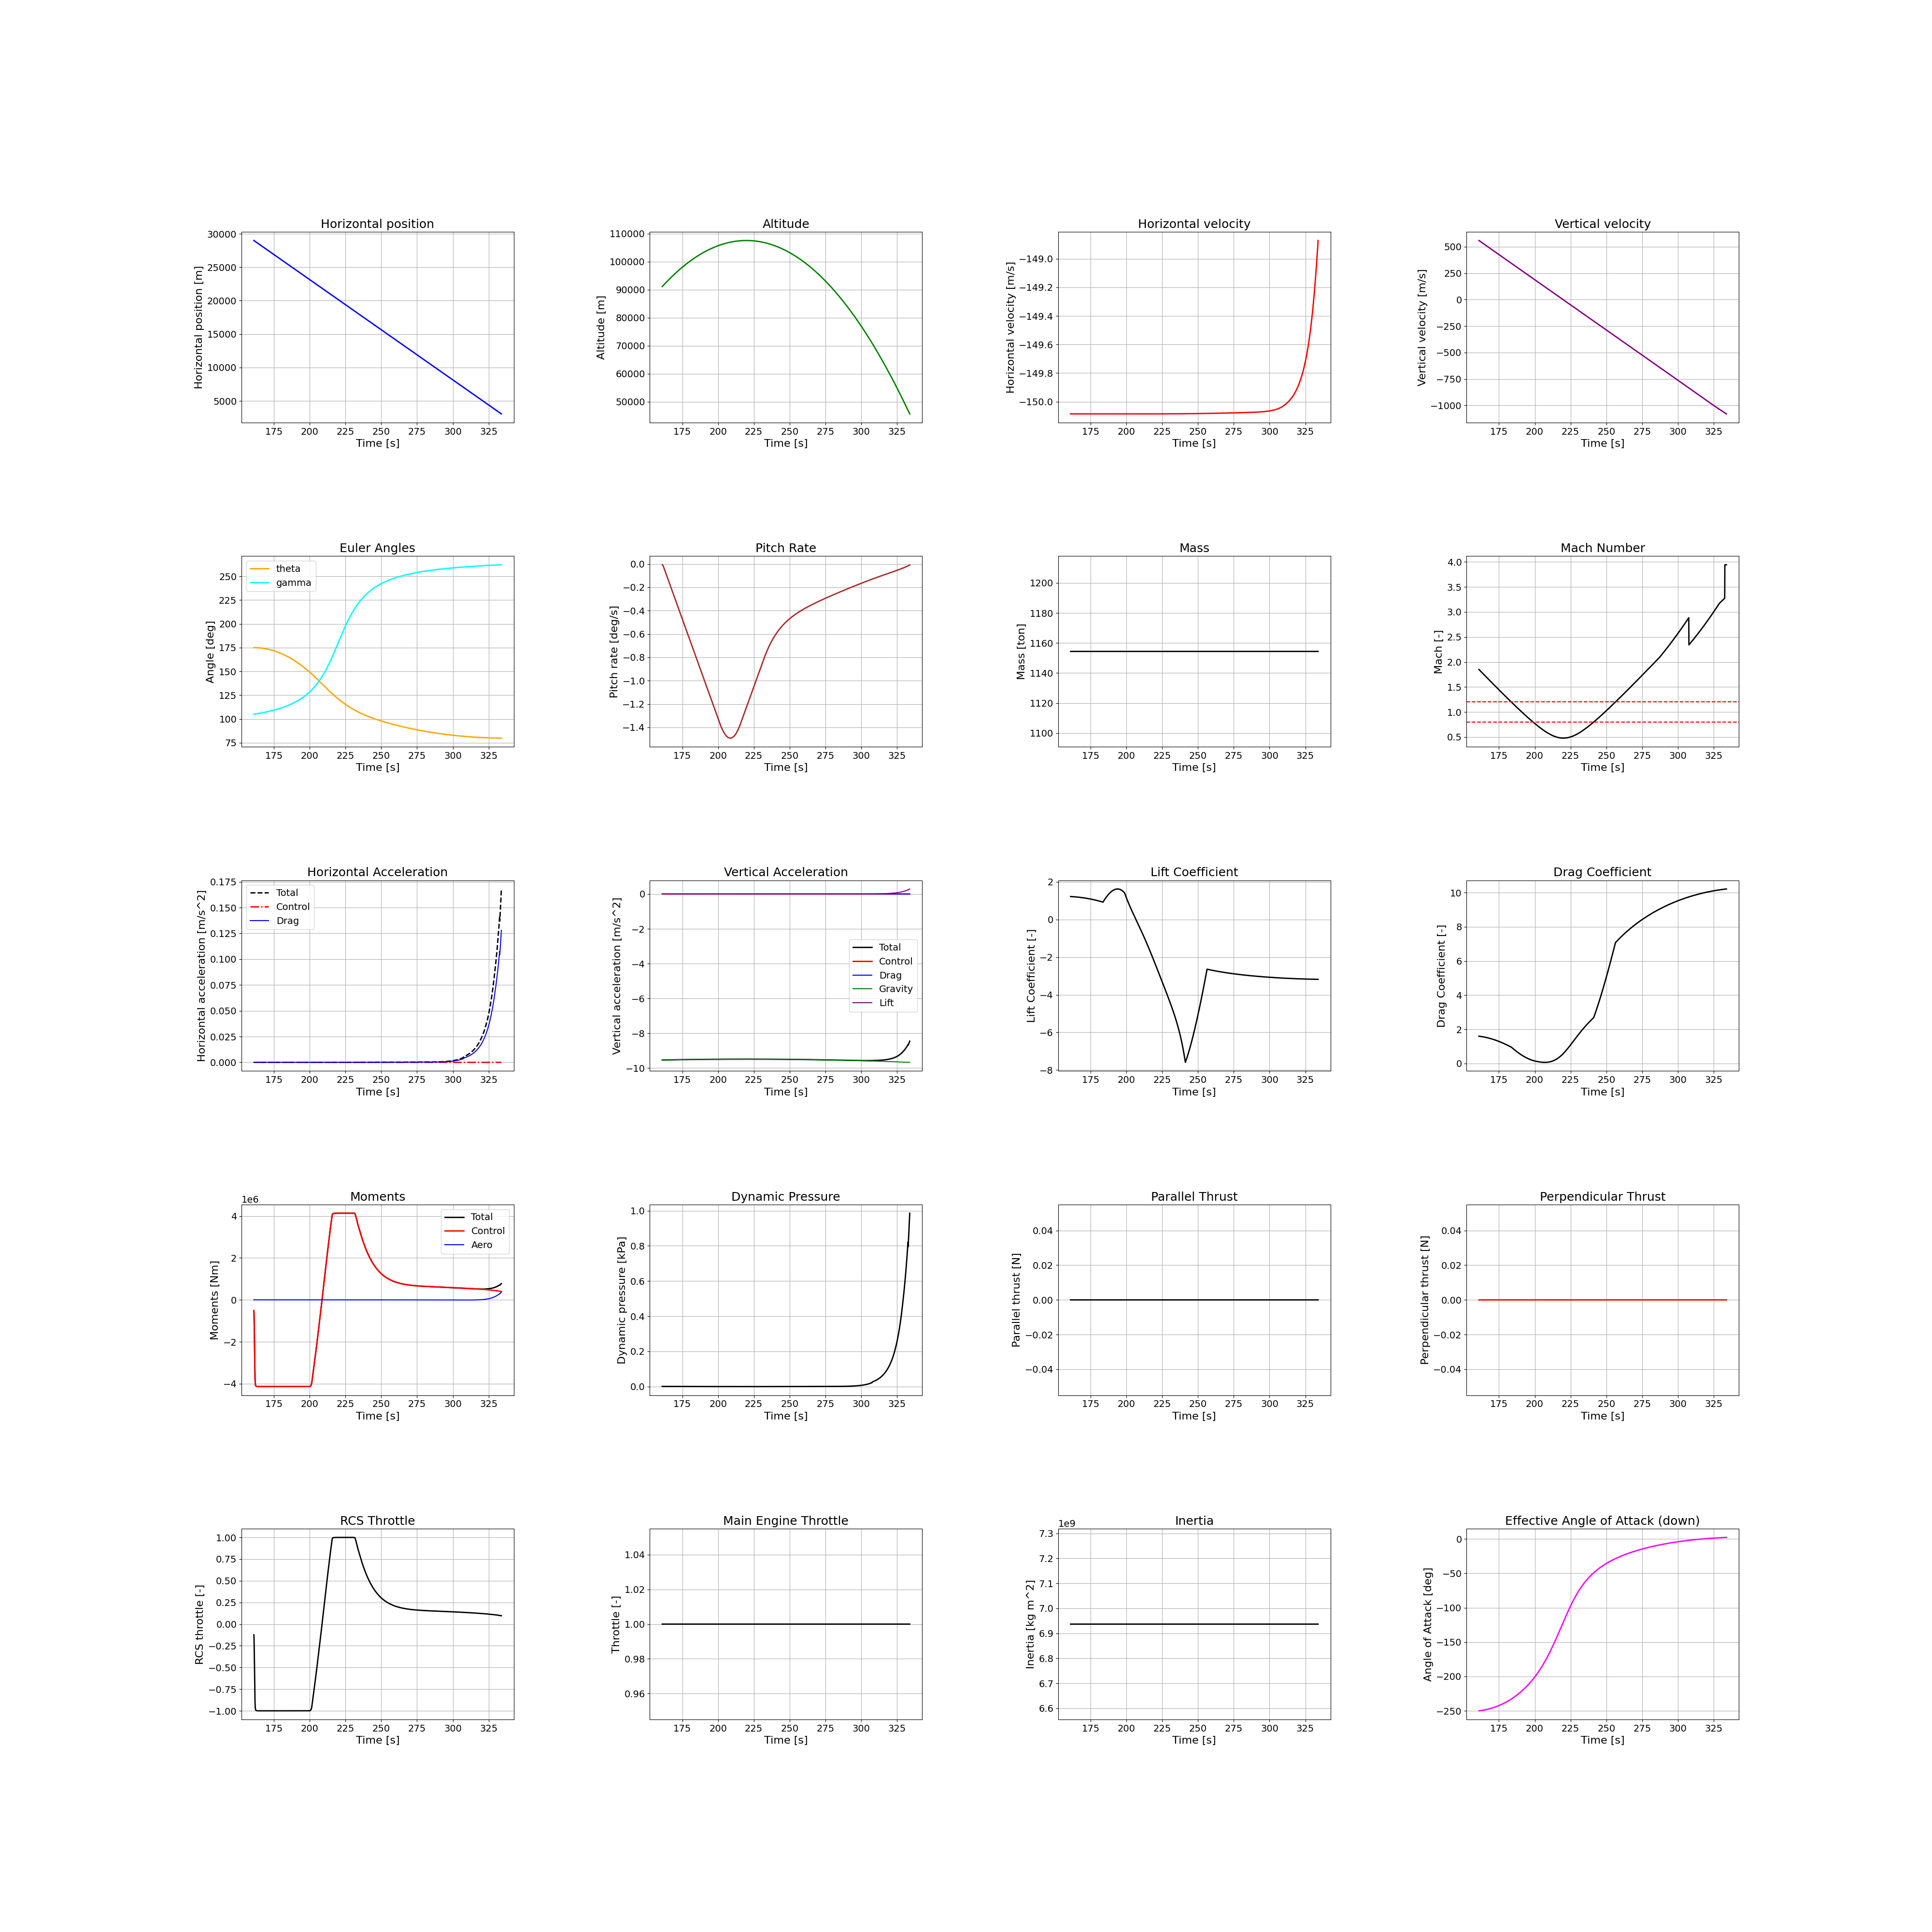 Horizontal position
Horizontal position [m]
30000
25000
20000
15000
10000
5000
175 200 225 250 275 300 325
Time [s]
Altitude
Altitude [m]
110000
100000
90000
80000
70000
60000
50000
175 200 225 250 275 300 325
Time [s]
Horizontal velocity
Horizontal velocity [m/s]
−149.0
−149.2
−149.4
−149.6
−149.8
−150.0
175 200 225 250 275 300 325
Time [s]
Vertical velocity
Vertical velocity [m/s]
500
250
0
−250
−500
−750
−1000
175 200 225 250 275 300 325
Time [s]
Euler Angles
Angle [deg]
250
225
200
175
150
125
100
75
theta
gamma
175 200 225 250 275 300 325
Time [s]
Pitch Rate
Pitch rate [deg/s]
0.0
−0.2
−0.4
−0.6
−0.8
−1.0
−1.2
−1.4
175 200 225 250 275 300 325
Time [s]
Mass
Mass [ton]
1200
1180
1160
1140
1120
1100
175 200 225 250 275 300 325
Time [s]
Mach Number
Mach [-]
4.0
3.5
3.0
2.5
2.0
1.5
1.0
0.5
175 200 225 250 275 300 325
Time [s]
Horizontal Acceleration
Horizontal acceleration [m/s^2]
0.175
0.150
0.125
0.100
0.075
0.050
0.025
0.000
Total
Control
Drag
175 200 225 250 275 300 325
Time [s]
Vertical Acceleration
Vertical acceleration [m/s^2]
0
−2
−4
−6
−8
−10
Total
Control
Drag
Gravity
Lift
175 200 225 250 275 300 325
Time [s]
Lift Coefficient
Lift Coefficient [-]
2
0
−2
−4
−6
−8
175 200 225 250 275 300 325
Time [s]
Drag Coefficient
Drag Coefficient [-]
10
8
6
4
2
0
175 200 225 250 275 300 325
Time [s]
Moments
1e6
Moments [Nm]
4
2
0
−2
−4
Total
Control
Aero
175 200 225 250 275 300 325
Time [s]
Dynamic Pressure
Dynamic pressure [kPa]
1.0
0.8
0.6
0.4
0.2
0.0
175 200 225 250 275 300 325
Time [s]
Parallel Thrust
Parallel thrust [N]
0.04
0.02
0.00
−0.02
−0.04
175 200 225 250 275 300 325
Time [s]
Perpendicular Thrust
Perpendicular thrust [N]
0.04
0.02
0.00
−0.02
−0.04
175 200 225 250 275 300 325
Time [s]
RCS Throttle
RCS throttle [-]
1.00
0.75
0.50
0.25
0.00
−0.25
−0.50
−0.75
−1.00
175 200 225 250 275 300 325
Time [s]
Main Engine Throttle
Throttle [-]
1.04
1.02
1.00
0.98
0.96
175 200 225 250 275 300 325
Time [s]
Inertia
1e9
Inertia [kg m^2]
7.3
7.2
7.1
7.0
6.9
6.8
6.7
6.6
175 200 225 250 275 300 325
Time [s]
Effective Angle of Attack (down)
Angle of Attack [deg]
0
−50
−100
−150
−200
−250
175 200 225 250 275 300 325
Time [s]